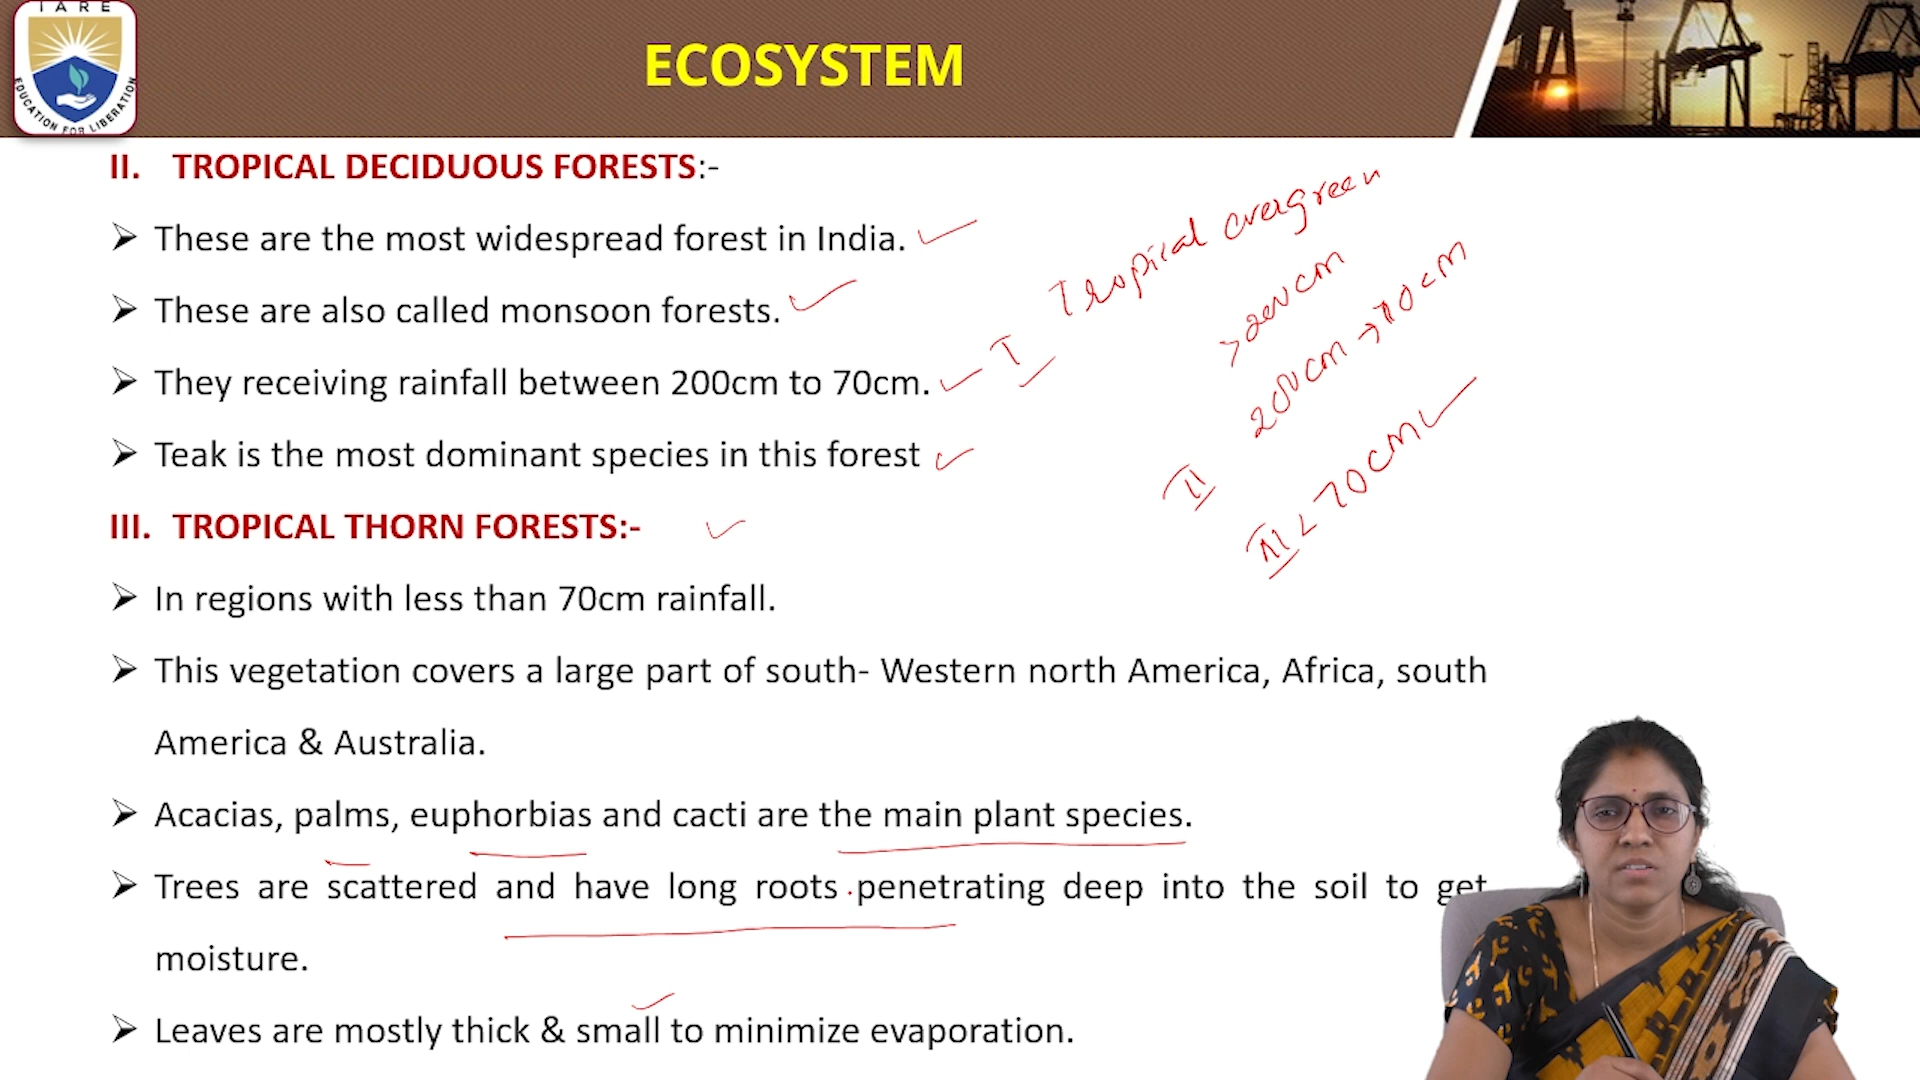 IARE
EDUCATION FOR LIBERATION
ECOSYSTEM
II. TROPICAL DECIDUOUS FORESTS:-
➢ These are the most widespread forest in India.
➢ These are also called monsoon forests.
➢ They receiving rainfall between 200cm to 70cm.
➢ Teak is the most dominant species in this forest
I Tropical evergreen
>200cm
II 200cm → 70cm
III < 70cm
III. TROPICAL THORN FORESTS:-
➢ In regions with less than 70cm rainfall.
➢ This vegetation covers a large part of south- Western north America, Africa, south
America & Australia.
➢ Acacias, palms, euphorbias and cacti are the main plant species.
➢ Trees are scattered and have long roots penetrating deep into the soil to get
moisture.
➢ Leaves are mostly thick & small to minimize evaporation.